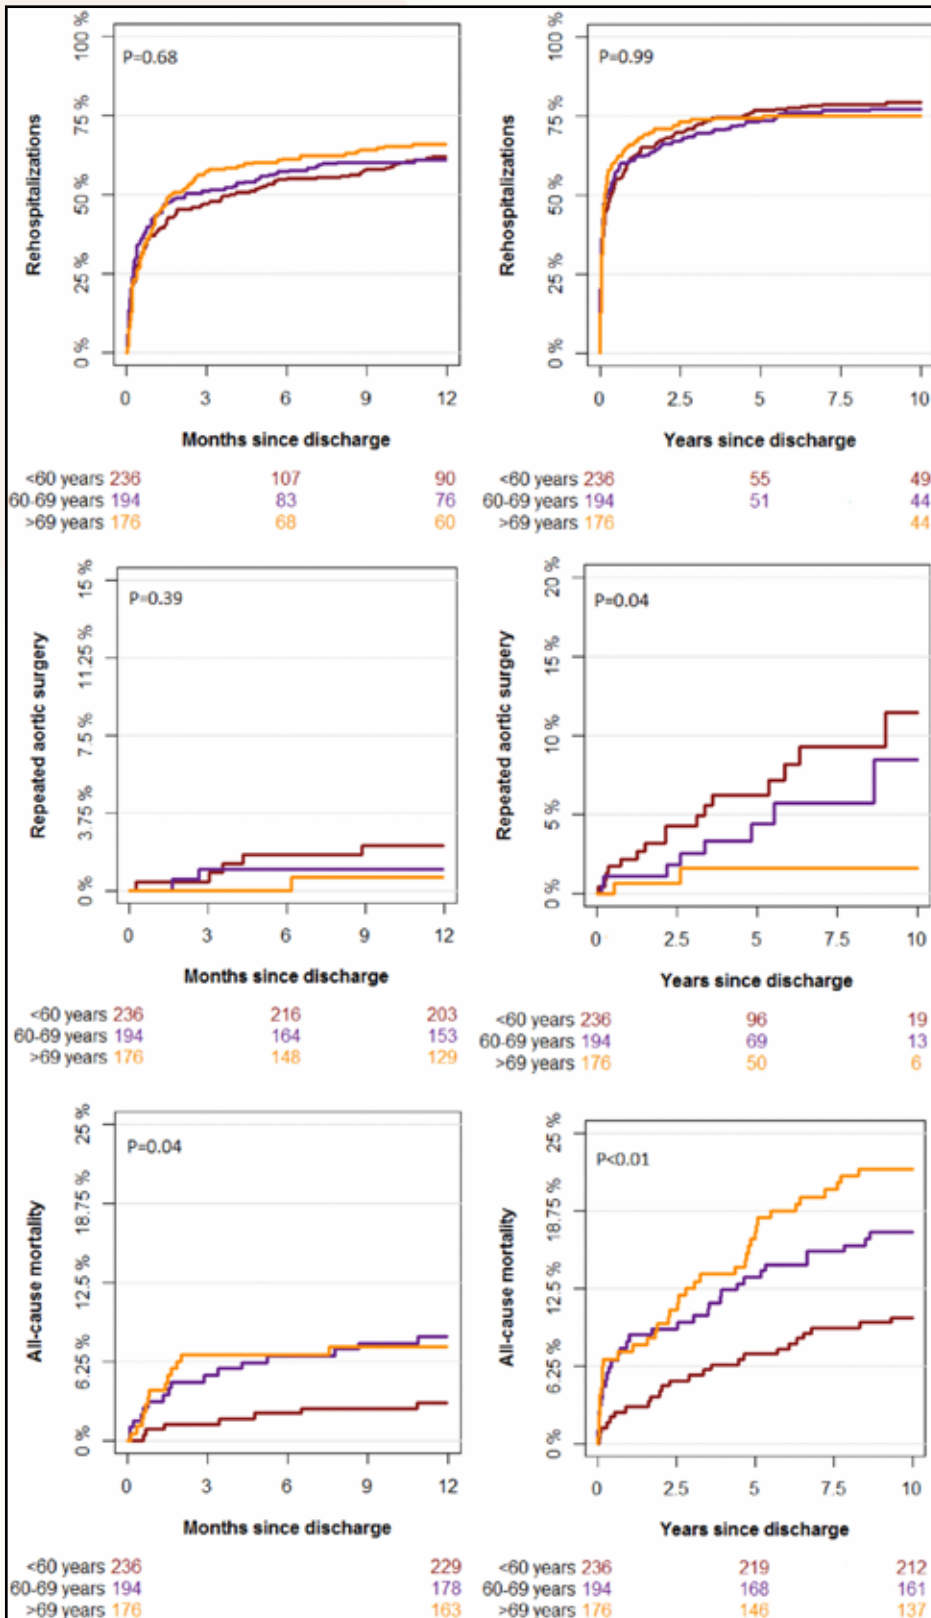 P=0.68
Rehospitalizations
100 %
75 %
50 %
25 %
0 %
0 3 6 9 12
Months since discharge
<60 years 236 107 90
60-69 years 194 83 76
>69 years 176 68 60
P=0.99
Rehospitalizations
100 %
75 %
50 %
25 %
0 %
0 2.5 5 7.5 10
Years since discharge
<60 years 236 55 49
60-69 years 194 51 44
>69 years 176 44
P=0.39
Repeated aortic surgery
15 %
11.25 %
7.5 %
3.75 %
0 %
0 3 6 9 12
Months since discharge
<60 years 236 216 203
60-69 years 194 164 153
>69 years 176 148 129
P=0.04
Repeated aortic surgery
20 %
15 %
10 %
5 %
0 %
0 2.5 5 7.5 10
Years since discharge
<60 years 236 96 19
60-69 years 194 69 13
>69 years 176 50 6
P=0.04
All-cause mortality
25 %
18.75 %
12.5 %
6.25 %
0 %
0 3 6 9 12
Months since discharge
<60 years 236 229
60-69 years 194 178
>69 years 176 163
P<0.01
All-cause mortality
25 %
18.75 %
12.5 %
6.25 %
0 %
0 2.5 5 7.5 10
Years since discharge
<60 years 236 219 212
60-69 years 194 168 161
>69 years 176 146 137